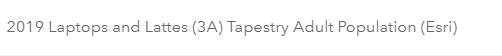 2019 Laptops and Lattes (3A) Tapestry Adult Population (Esri)